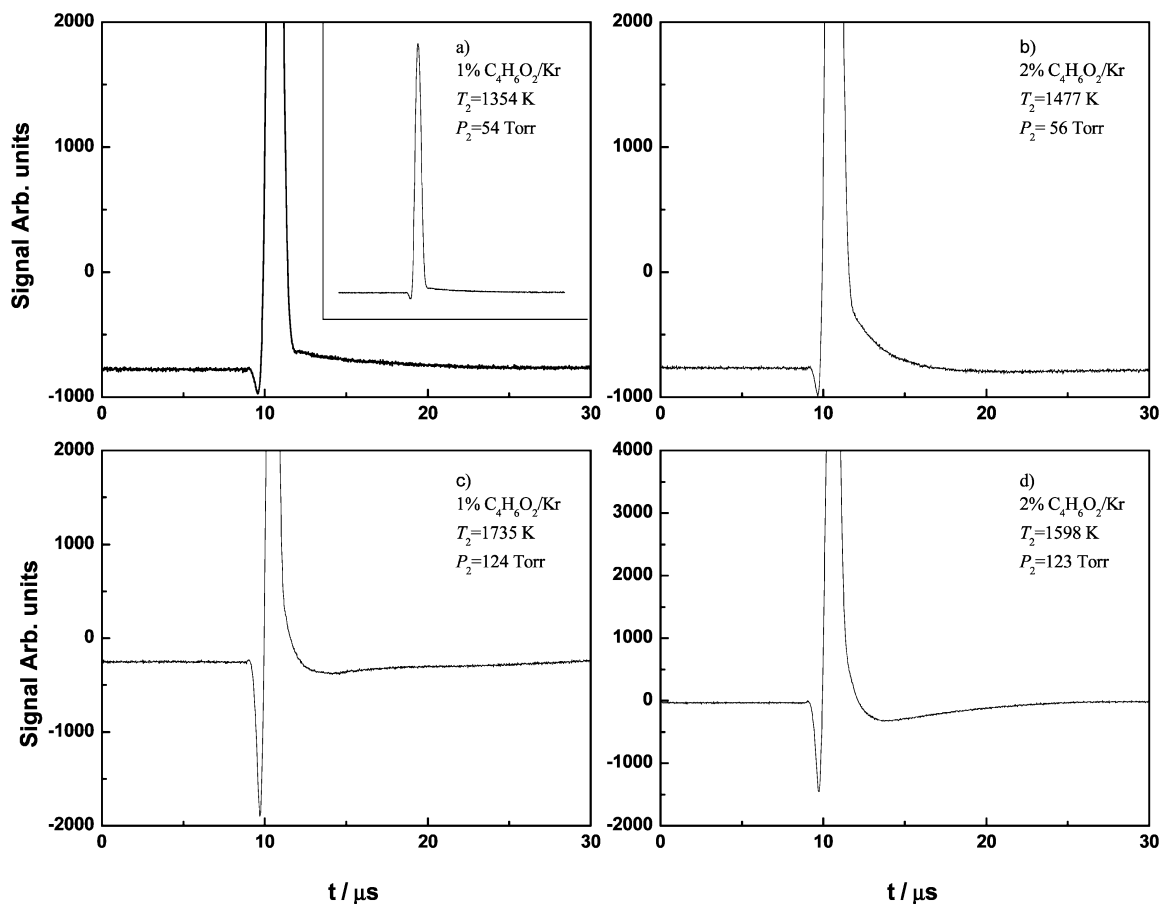 a)
1% C₄H₆O₂/Kr
T₂=1354 K
P₂=54 Torr
2000
1000
0
-1000
0 10 20 30
Signal Arb. units
b)
2% C₄H₆O₂/Kr
T₂=1477 K
P₂= 56 Torr
2000
1000
0
-1000
0 10 20 30
c)
1% C₄H₆O₂/Kr
T₂=1735 K
P₂=124 Torr
2000
1000
0
-1000
-2000
0 10 20 30
Signal Arb. units
t / μs
d)
2% C₄H₆O₂/Kr
T₂=1598 K
P₂=123 Torr
4000
3000
2000
1000
0
-1000
-2000
0 10 20 30
t / μs